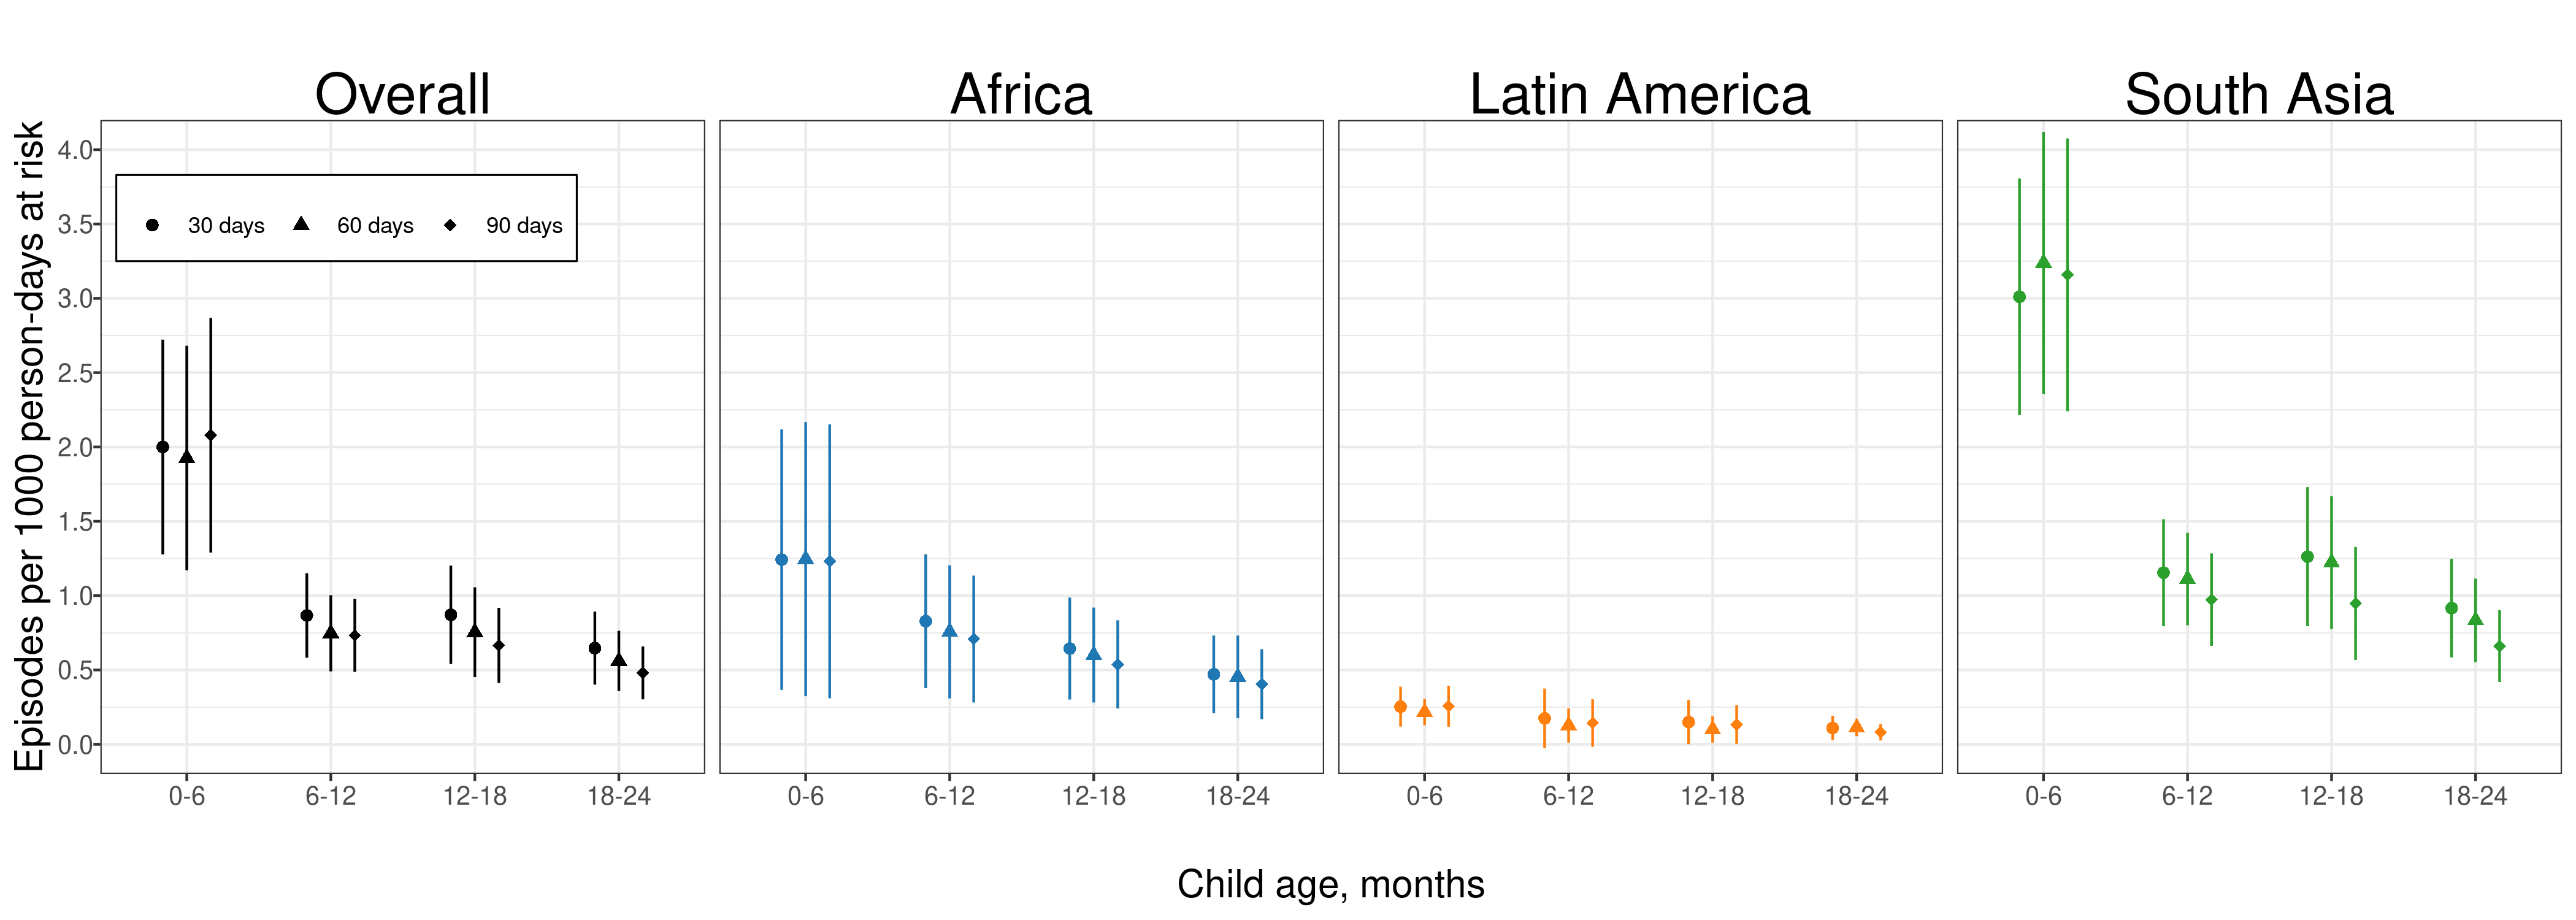 Overall Africa Latin America South Asia
Episodes per 1000 person-days at risk
4.0
3.5
3.0
2.5
2.0
1.5
1.0
0.5
0.0
30 days 60 days 90 days
0-6 6-12 12-18 18-24 0-6 6-12 12-18 18-24 0-6 6-12 12-18 18-24 0-6 6-12 12-18 18-24
Child age, months